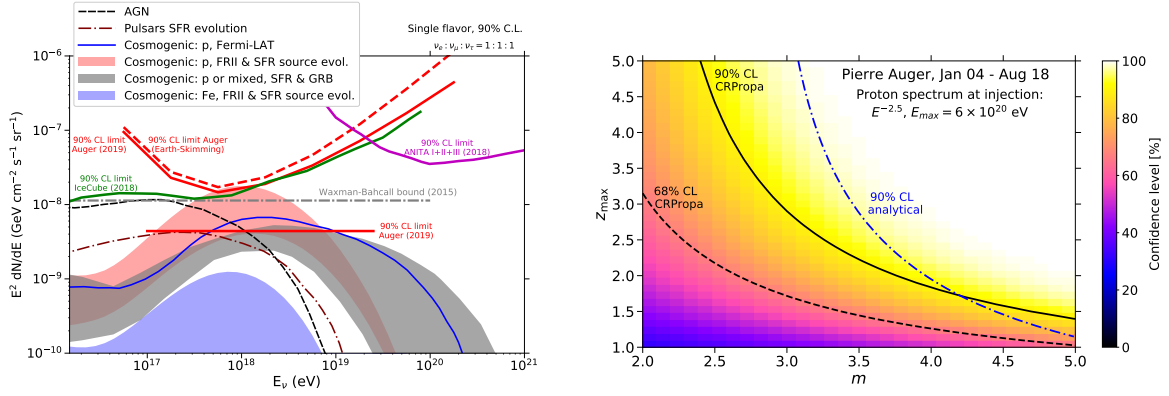 AGN
Pulsars SFR evolution
Cosmogenic: p, Fermi-LAT
Cosmogenic: p, FRII & SFR source evol.
Cosmogenic: p or mixed, SFR & GRB
Cosmogenic: Fe, FRII & SFR source evol.
Single flavor, 90% C.L.
νe : νμ : ντ = 1 : 1 : 1
10⁻⁶
10⁻⁷
10⁻⁸
10⁻⁹
10⁻¹⁰
E² dN/dE (GeV cm⁻² s⁻¹ sr⁻¹)
90% CL limit
Auger (2019)
90% CL limit Auger
(Earth-Skimming)
90% CL limit
ANITA I+II+III (2018)
90% CL limit
IceCube (2018)
Waxman-Bahcall bound (2015)
90% CL limit
Auger (2019)
10¹⁷ 10¹⁸ 10¹⁹ 10²⁰ 10²¹
Eν (eV)
5.0
4.5
4.0
3.5
3.0
2.5
2.0
1.5
1.0
zmax
90% CL
CRPropa
Pierre Auger, Jan 04 - Aug 18
Proton spectrum at injection:
E⁻²·⁵, Emax = 6 × 10²⁰ eV
68% CL
CRPropa
90% CL
analytical
2.0 2.5 3.0 3.5 4.0 4.5 5.0
m
100
80
60
40
20
0
Confidence level [%]